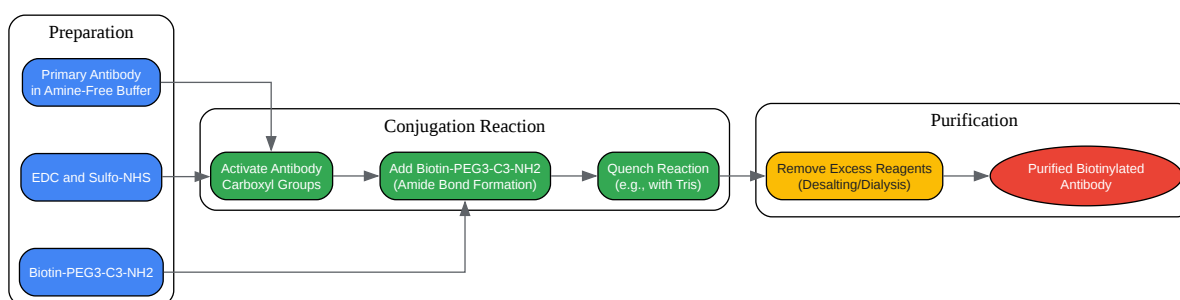 Preparation
Primary Antibody
in Amine-Free Buffer
EDC and Sulfo-NHS
Biotin-PEG3-C3-NH2
Conjugation Reaction
Activate Antibody
Carboxyl Groups
Add Biotin-PEG3-C3-NH2
(Amide Bond Formation)
Quench Reaction
(e.g., with Tris)
Purification
Remove Excess Reagents
(Desalting/Dialysis)
Purified Biotinylated
Antibody